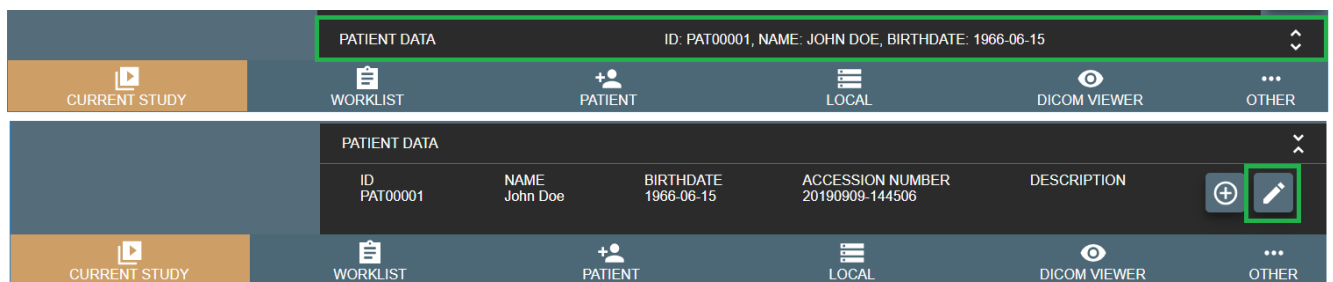 PATIENT DATA ID: PAT00001, NAME: JOHN DOE, BIRTHDATE: 1966-06-15
CURRENT STUDY WORKLIST PATIENT LOCAL DICOM VIEWER OTHER
PATIENT DATA
ID NAME BIRTHDATE ACCESSION NUMBER DESCRIPTION
PAT00001 John Doe 1966-06-15 20190909-144506
CURRENT STUDY WORKLIST PATIENT LOCAL DICOM VIEWER OTHER